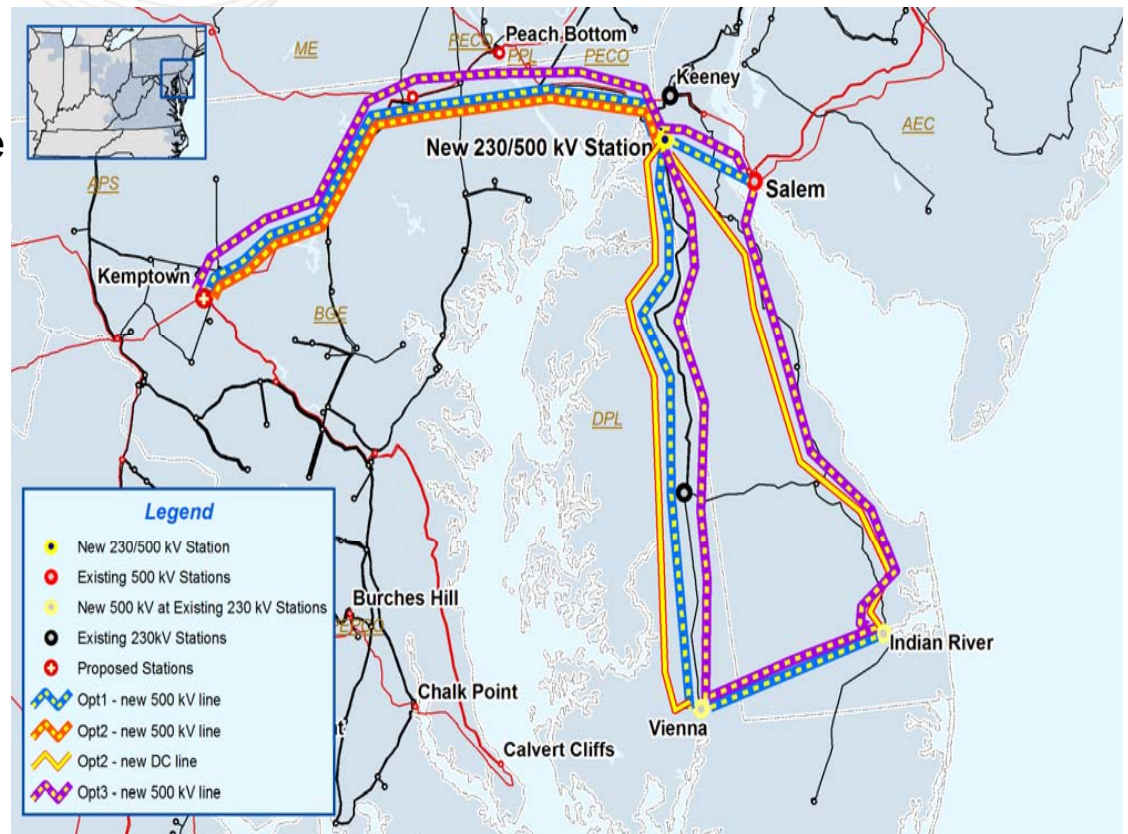 e
ME
PECO
Peach Bottom
PPL
PECO
Keeney
AEC
New 230/500 kV Station
APS
Salem
Kemptown
BGE
DPL
Legend
New 230/500 kV Station
Existing 500 kV Stations
New 500 kV at Existing 230 kV Stations
Existing 230kV Stations
Proposed Stations
Opt1 - new 500 kV line
Opt2 - new 500 kV line
Opt2 - new DC line
Opt3 - new 500 kV line
Burches Hill
Indian River
Chalk Point
Vienna
Calvert Cliffs